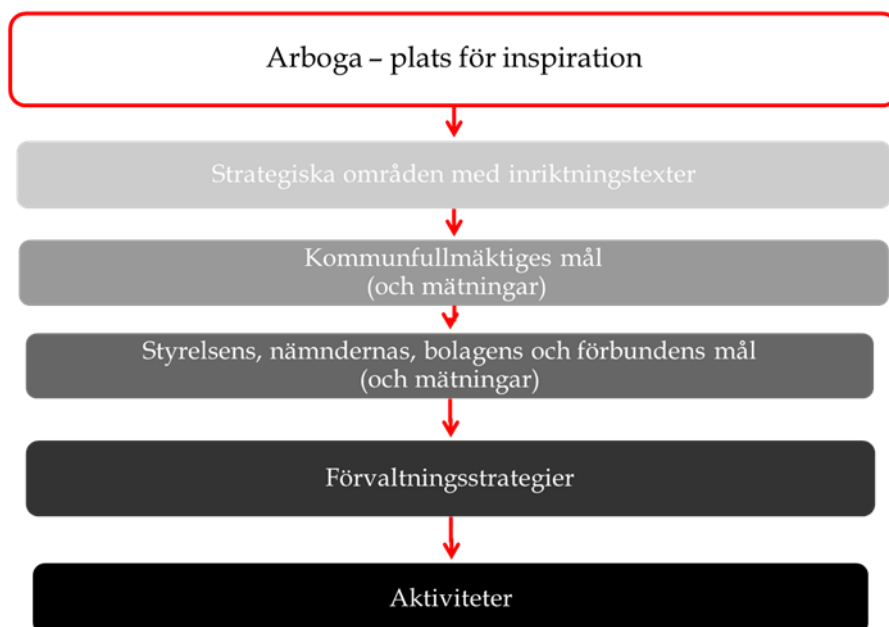 Arboga – plats för inspiration
Strategiska områden med inriktningstexter
Kommunfullmäktiges mål
(och mätningar)
Styrelsens, nämndernas, bolagens och förbundens mål
(och mätningar)
Förvaltningsstrategier
Aktiviteter